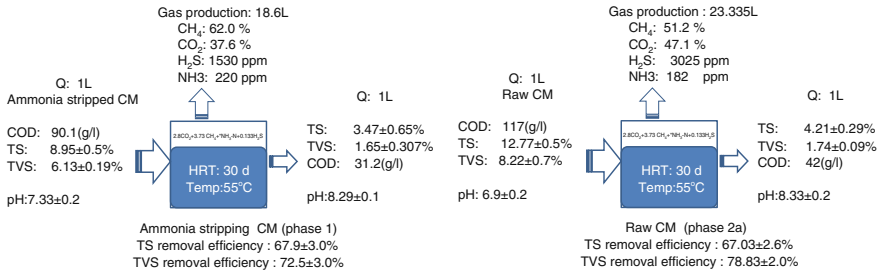 Gas production: 18.6L
CH₄: 62.0 %
CO₂: 37.6 %
H₂S: 1530 ppm
NH3: 220 ppm
Q: 1L
Ammonia stripped CM
COD: 90.1(g/l)
TS: 8.95±0.5%
TVS: 6.13±0.19%
pH:7.33±0.2
2.8CO₂+3.73 CH₄+*NH₂-N+0.133H₂S
HRT: 30 d
Temp:55°C
Q: 1L
TS: 3.47±0.65%
TVS: 1.65±0.307%
COD: 31.2(g/l)
pH:8.29±0.1
Ammonia stripping CM (phase 1)
TS removal efficiency : 67.9±3.0%
TVS removal efficiency : 72.5±3.0%
Gas production : 23.335L
CH₄: 51.2 %
CO₂: 47.1 %
H₂S: 3025 ppm
NH3: 182 ppm
Q: 1L
Raw CM
COD: 117(g/l)
TS: 12.77±0.5%
TVS: 8.22±0.7%
pH: 6.9±0.2
2.8CO₂+3.73 CH₄+*NH₂-N+0.133H₂S
HRT: 30 d
Temp:55°C
Q: 1L
TS: 4.21±0.29%
TVS: 1.74±0.09%
COD: 42(g/l)
pH:8.33±0.2
Raw CM (phase 2a)
TS removal efficiency : 67.03±2.6%
TVS removal efficiency : 78.83±2.0%